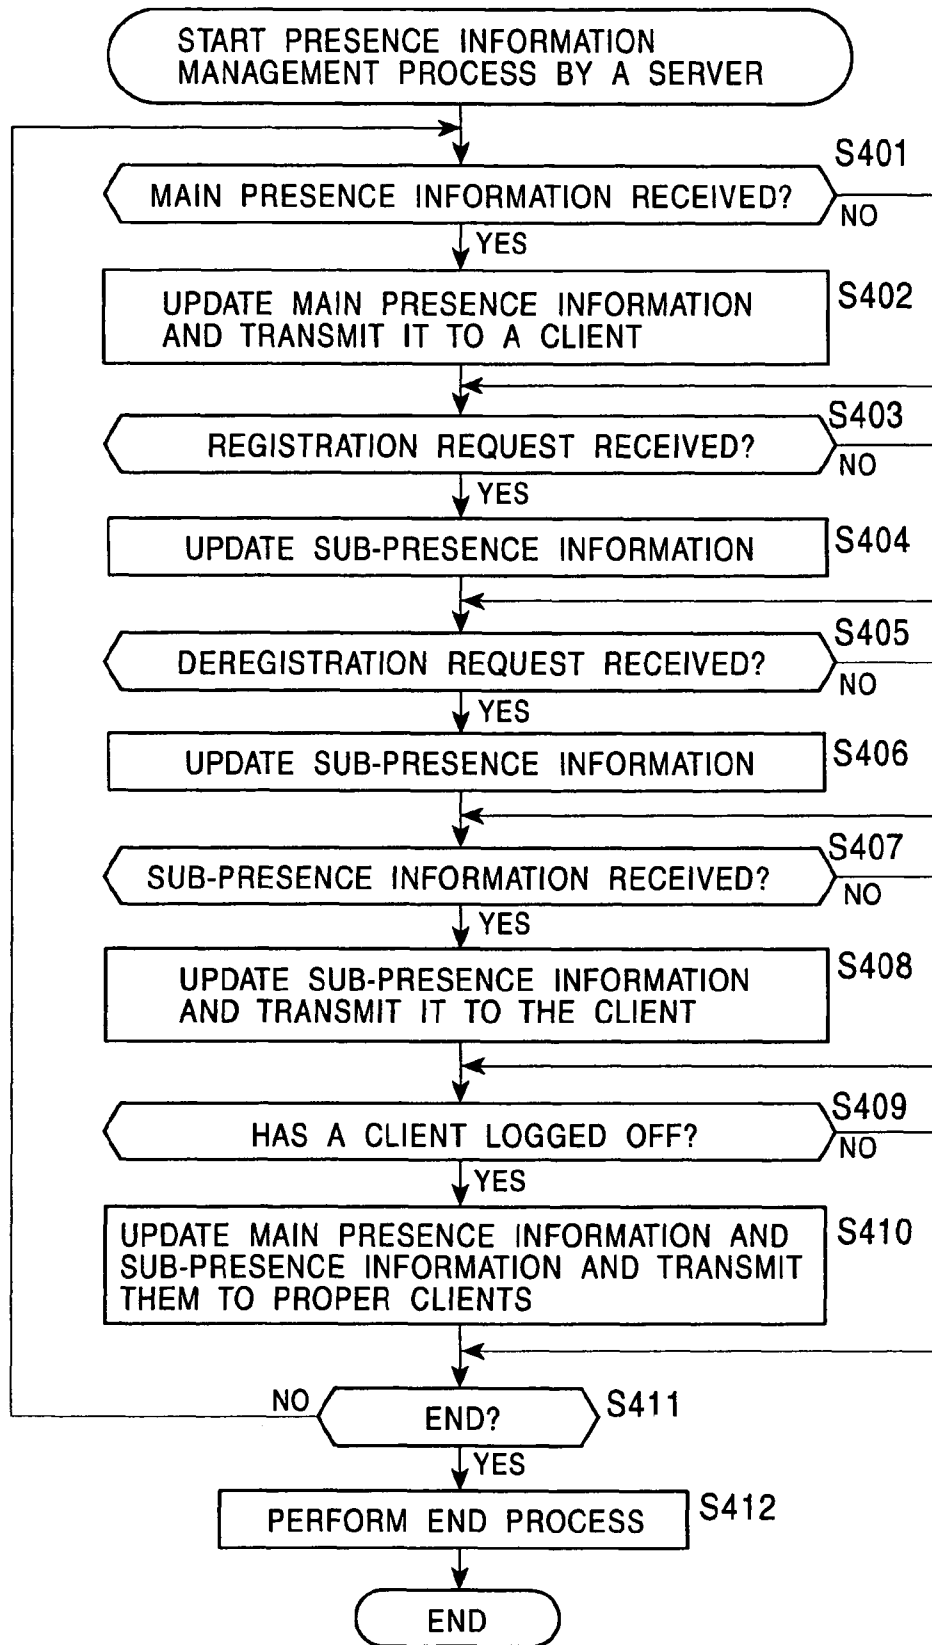 START PRESENCE INFORMATION
MANAGEMENT PROCESS BY A SERVER
S401
MAIN PRESENCE INFORMATION RECEIVED?
NO
YES
UPDATE MAIN PRESENCE INFORMATION
AND TRANSMIT IT TO A CLIENT
S402
S403
REGISTRATION REQUEST RECEIVED?
NO
YES
UPDATE SUB-PRESENCE INFORMATION
S404
S405
DEREGISTRATION REQUEST RECEIVED?
NO
YES
UPDATE SUB-PRESENCE INFORMATION
S406
S407
SUB-PRESENCE INFORMATION RECEIVED?
NO
YES
UPDATE SUB-PRESENCE INFORMATION
AND TRANSMIT IT TO THE CLIENT
S408
S409
HAS A CLIENT LOGGED OFF?
NO
YES
UPDATE MAIN PRESENCE INFORMATION AND
SUB-PRESENCE INFORMATION AND TRANSMIT
THEM TO PROPER CLIENTS
S410
NO
END?
S411
YES
PERFORM END PROCESS
S412
END